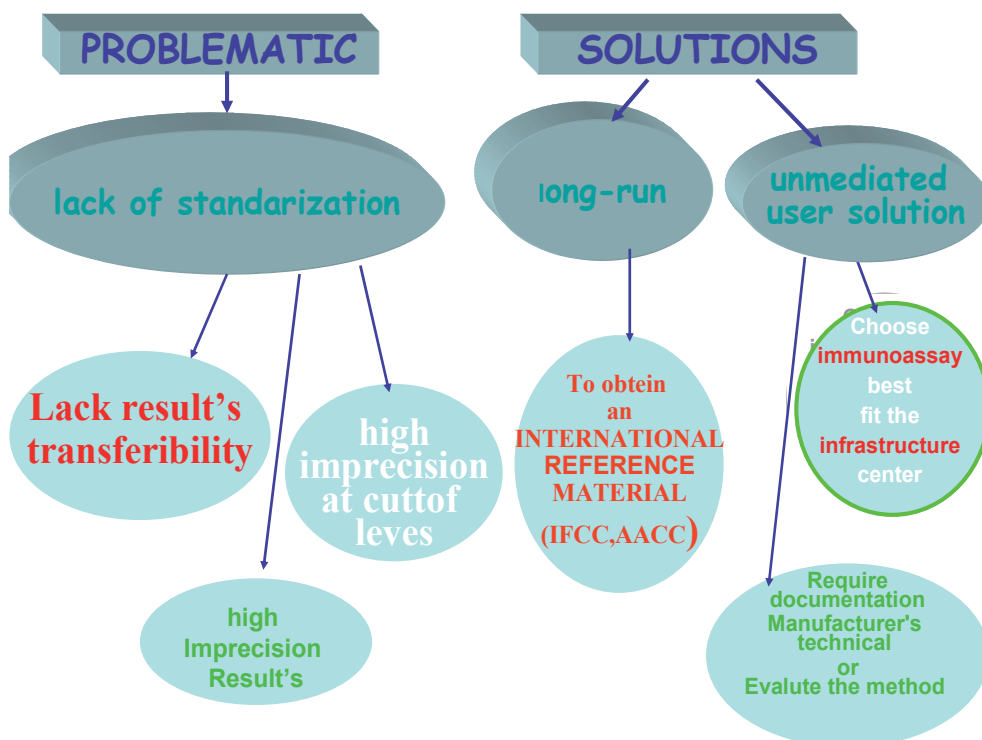 PROBLEMATIC
SOLUTIONS
lack of standarization
long-run
unmediated
user solution
Lack result's
transferibility
high
imprecision
at cuttof
leves
high
Imprecision
Result's
To obtein
an
INTERNATIONAL
REFERENCE
MATERIAL
(IFCC,AACC)
Choose
immunoassay
best
fit the
infrastructure
center
Require
documentation
Manufacturer's
technical
or
Evalute the method